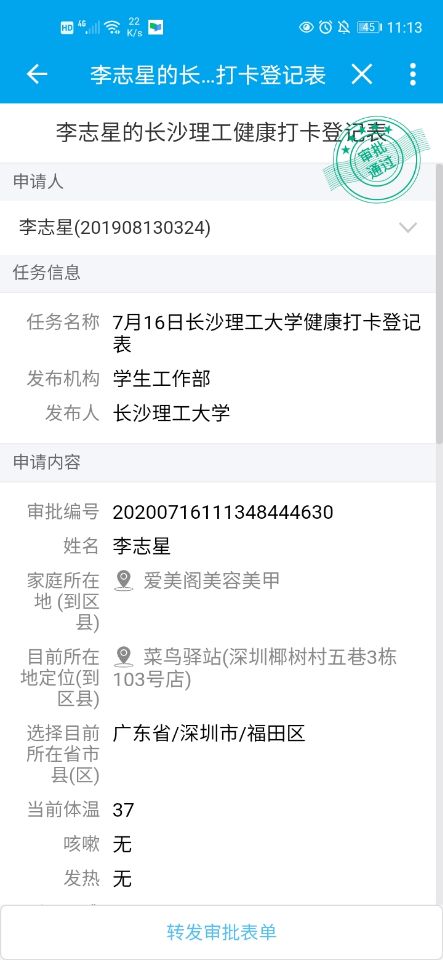 HD 4G 22 K/s 45 11:13
李志星的长...打卡登记表
李志星的长沙理工健康打卡登记表
审批
通过
申请人
李志星(201908130324)
任务信息
任务名称 7月16日长沙理工大学健康打卡登记
表
发布机构 学生工作部
发布人 长沙理工大学
申请内容
审批编号 20200716111348444630
姓名 李志星
家庭所在 爱美阁美容美甲
地 (到区
县)
目前所在 菜鸟驿站(深圳椰树村五巷3栋
地定位(到 103号店)
区县)
选择目前 广东省/深圳市/福田区
所在省市
县(区)
当前体温 37
咳嗽 无
发热 无
转发审批表单